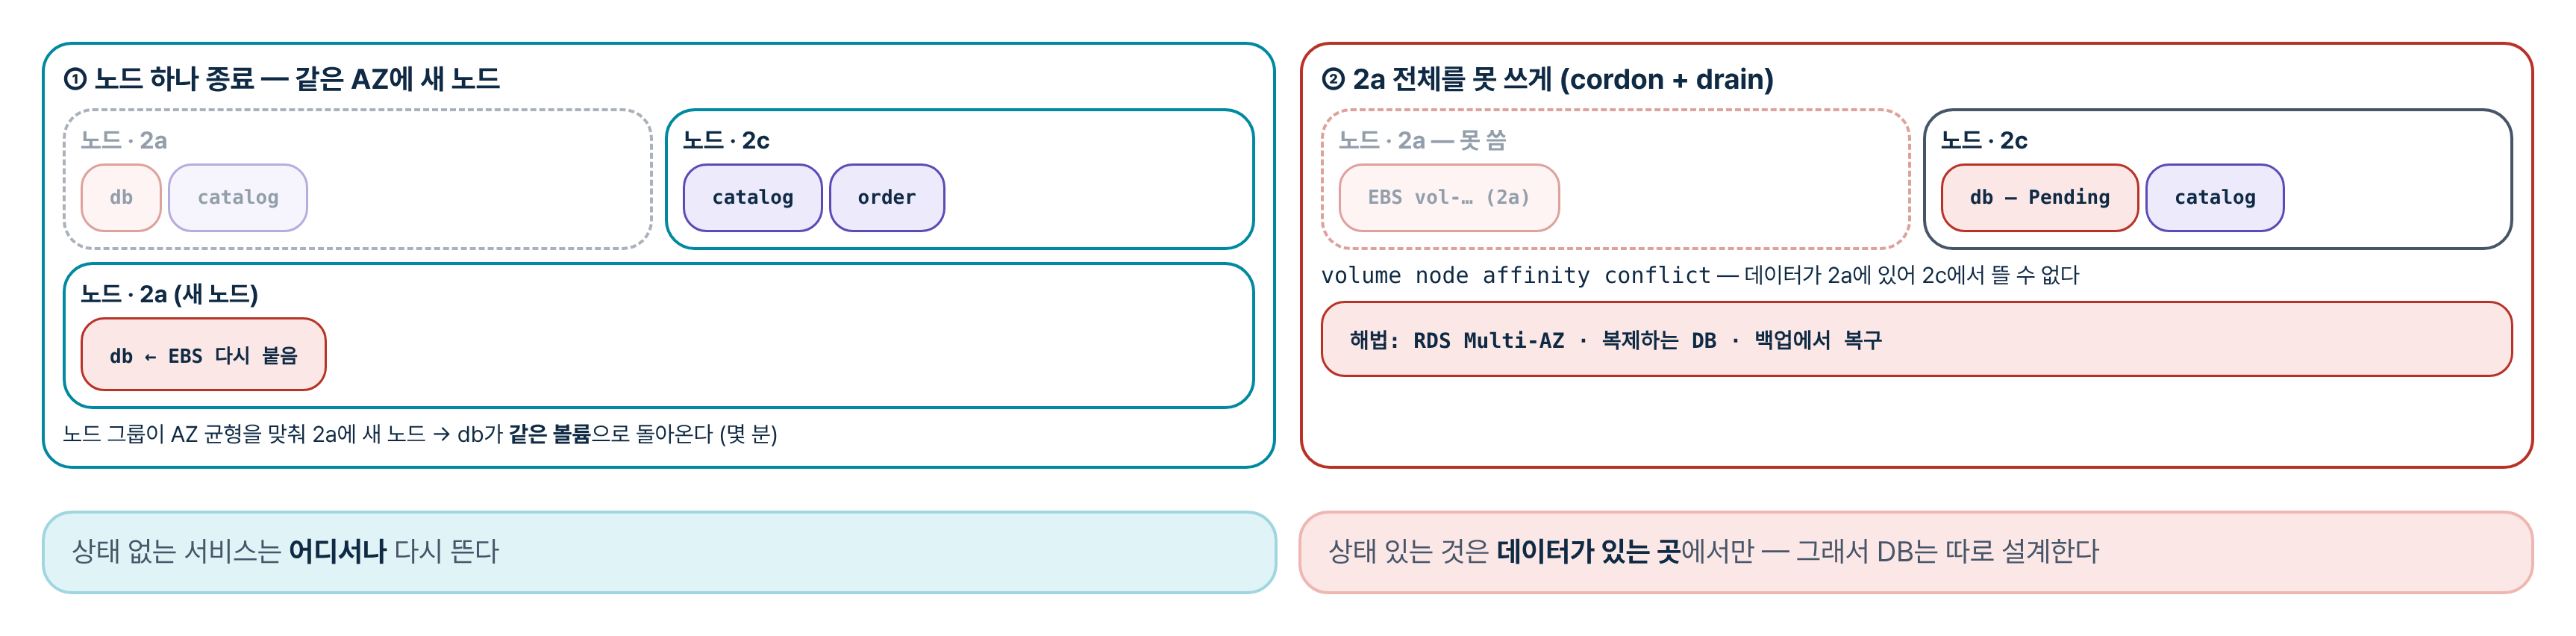 ① 노드 하나 종료 — 같은 AZ에 새 노드
노드 · 2a
db
catalog
노드 · 2c
catalog
order
노드 · 2a (새 노드)
db ← EBS 다시 붙음
노드 그룹이 AZ 균형을 맞춰 2a에 새 노드 → db가 같은 볼륨으로 돌아온다 (몇 분)
② 2a 전체를 못 쓰게 (cordon + drain)
노드 · 2a — 못 씀
EBS vol-… (2a)
노드 · 2c
db — Pending
catalog
volume node affinity conflict — 데이터가 2a에 있어 2c에서 뜰 수 없다
해법: RDS Multi-AZ · 복제하는 DB · 백업에서 복구
상태 없는 서비스는 어디서나 다시 뜬다
상태 있는 것은 데이터가 있는 곳에서만 — 그래서 DB는 따로 설계한다